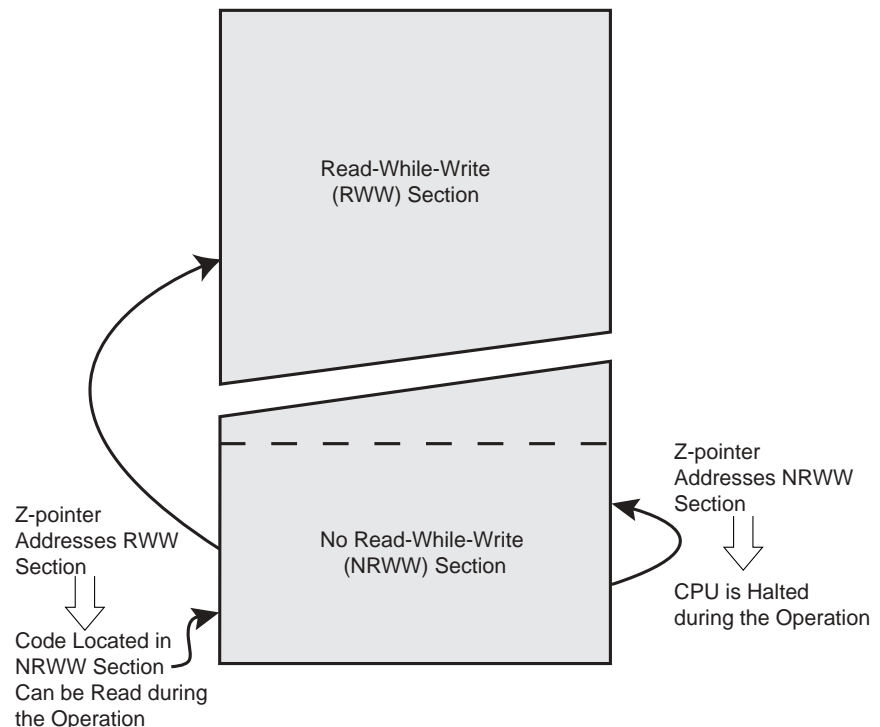 Read-While-Write
(RWW) Section
Z-pointer
Addresses NRWW
Section
Z-pointer
Addresses RWW
Section
No Read-While-Write
(NRWW) Section
CPU is Halted
during the Operation
Code Located in
NRWW Section
Can be Read during
the Operation